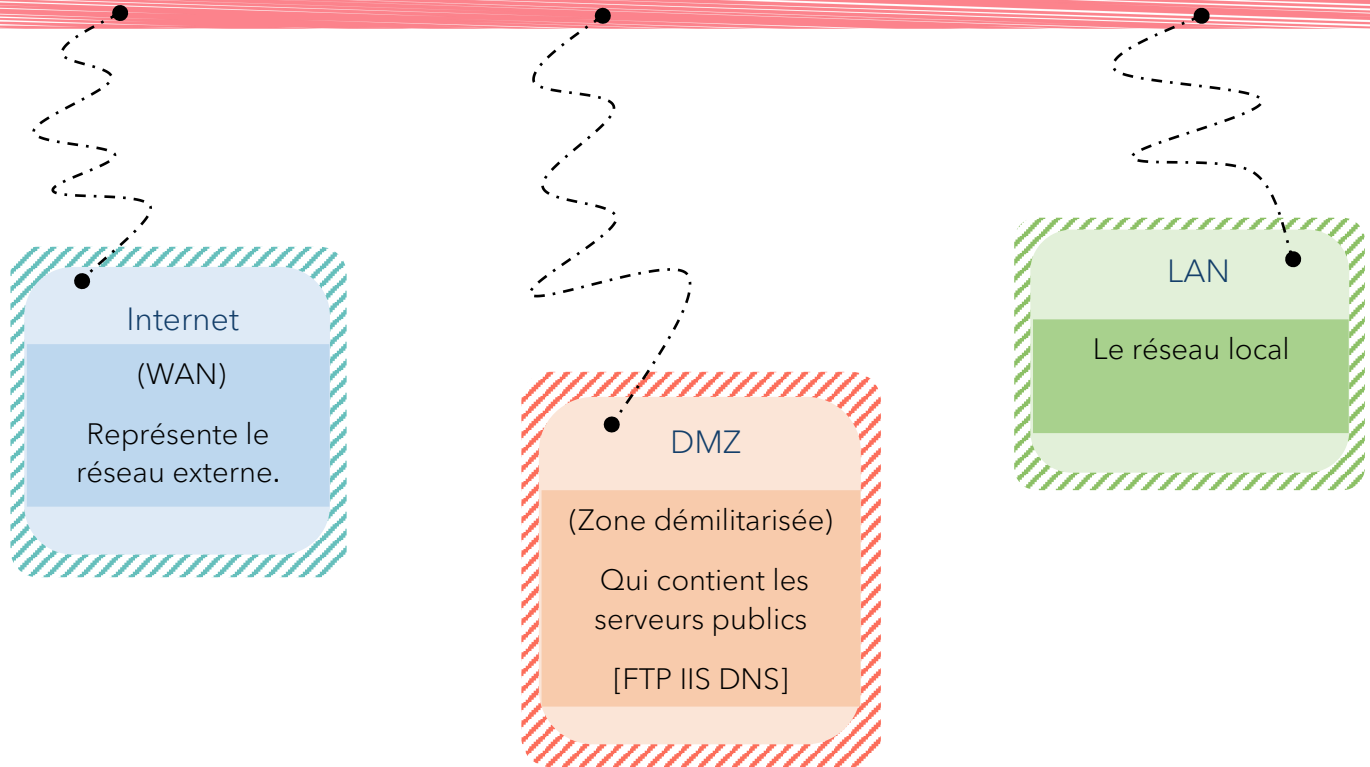 Internet
(WAN)
Représente le
réseau externe.
DMZ
(Zone démilitarisée)
Qui contient les
serveurs publics
[FTP IIS DNS]
LAN
Le réseau local